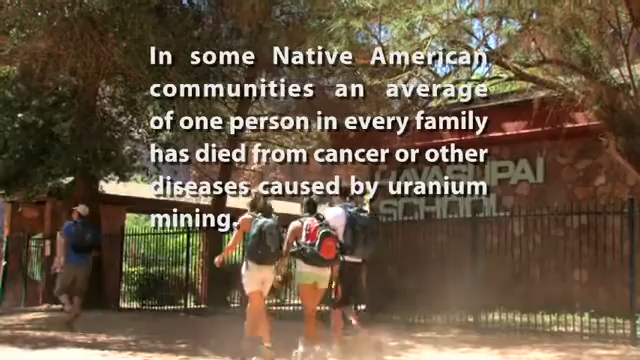 In some Native American
communities an average
of one person in every family
has died from cancer or other
diseases caused by uranium
mining.
HAVASUPAI
SCHOOL